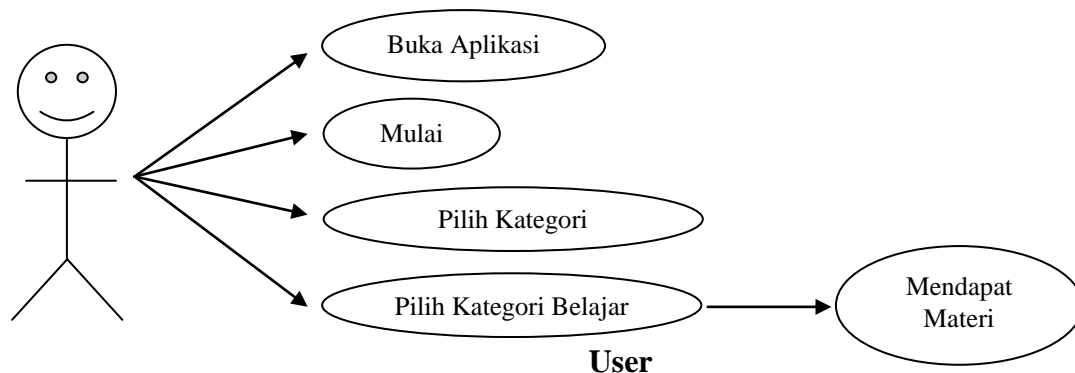 Buka Aplikasi
Mulai
Pilih Kategori
Pilih Kategori Belajar
Mendapat
Materi
User